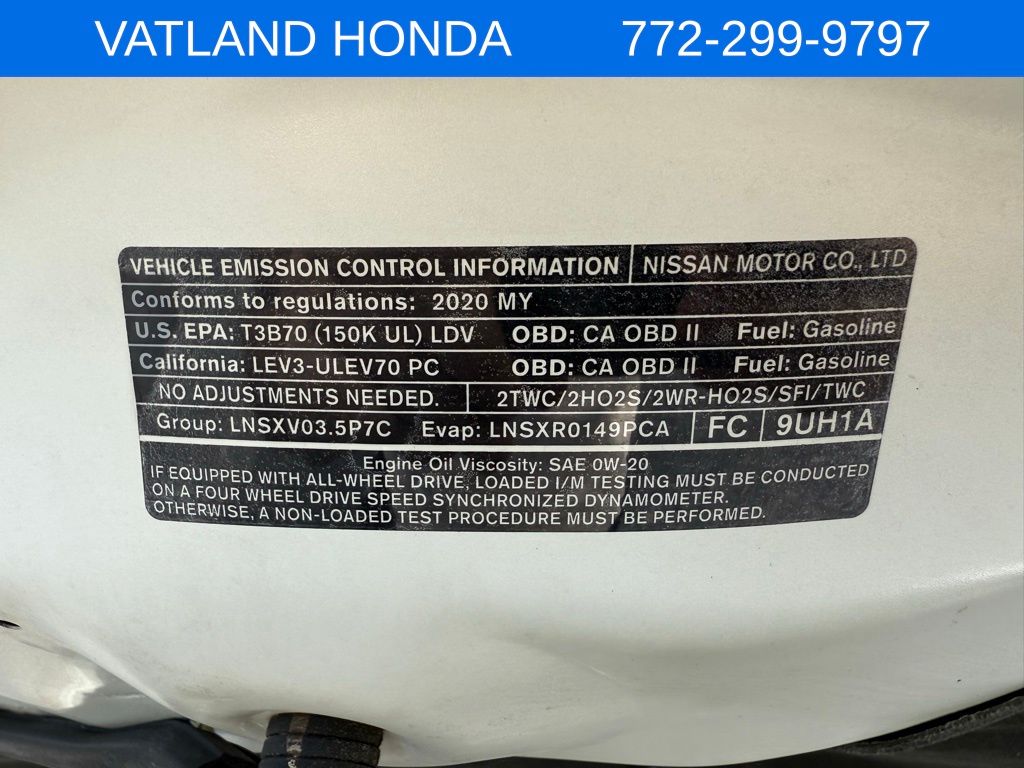 VATLAND HONDA 772-299-9797
VEHICLE EMISSION CONTROL INFORMATION NISSAN MOTOR CO., LTD
Conforms to regulations: 2020 MY
U.S. EPA: T3B70 (150K UL) LDV OBD: CA OBD II Fuel: Gasoline
California: LEV3-ULEV70 PC OBD: CA OBD II Fuel: Gasoline
NO ADJUSTMENTS NEEDED. 2TWC/2HO2S/2WR-HO2S/SFI/TWC
Group: LNSXV03.5P7C Evap: LNSXR0149PCA FC 9UH1A
Engine Oil Viscosity: SAE 0W-20
IF EQUIPPED WITH ALL-WHEEL DRIVE, LOADED I/M TESTING MUST BE CONDUCTED
ON A FOUR WHEEL DRIVE SPEED SYNCHRONIZED DYNAMOMETER.
OTHERWISE, A NON-LOADED TEST PROCEDURE MUST BE PERFORMED.